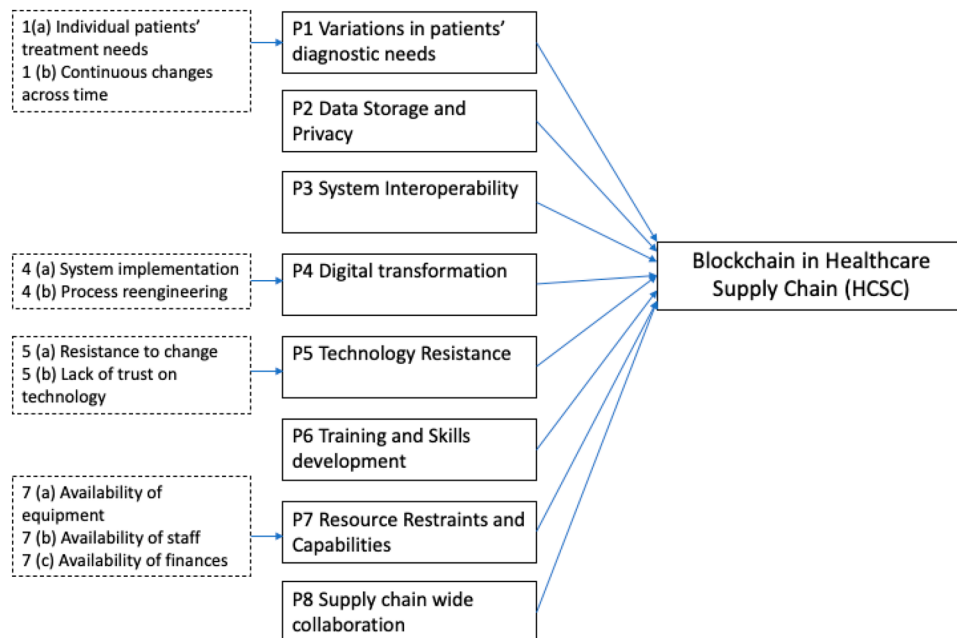 1(a) Individual patients'
treatment needs
1 (b) Continuous changes
across time
P1 Variations in patients'
diagnostic needs
P2 Data Storage and
Privacy
P3 System Interoperability
4 (a) System implementation
4 (b) Process reengineering
P4 Digital transformation
Blockchain in Healthcare
Supply Chain (HCSC)
5 (a) Resistance to change
5 (b) Lack of trust on
technology
P5 Technology Resistance
P6 Training and Skills
development
7 (a) Availability of
equipment
7 (b) Availability of staff
7 (c) Availability of finances
P7 Resource Restraints and
Capabilities
P8 Supply chain wide
collaboration